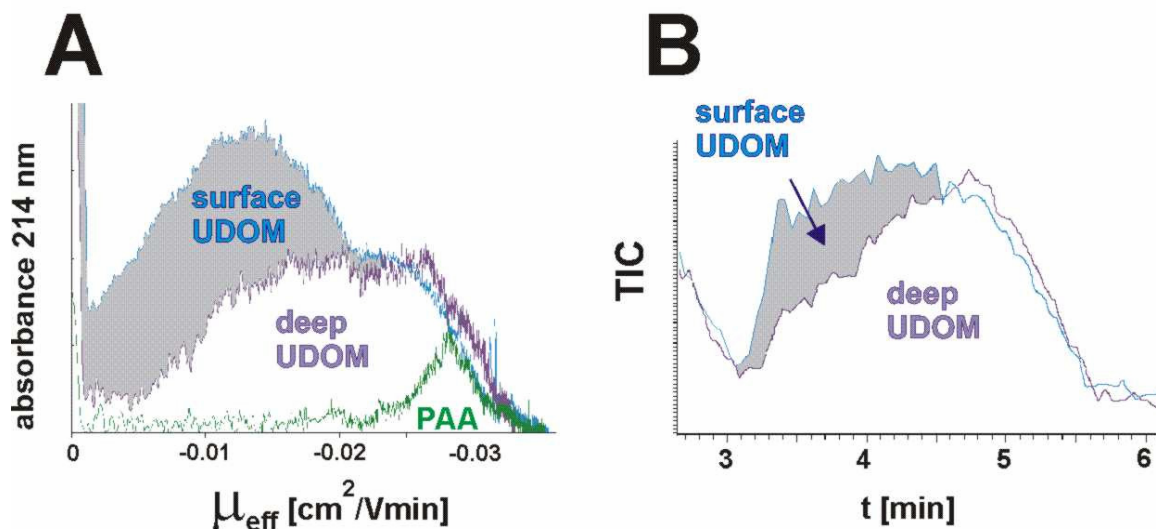 A
absorbance 214 nm
surface
UDOM
deep
UDOM
PAA
0
-0.01
-0.02
-0.03
μeff [cm2/Vmin]
B
surface
UDOM
TIC
deep
UDOM
3
4
5
6
t [min]